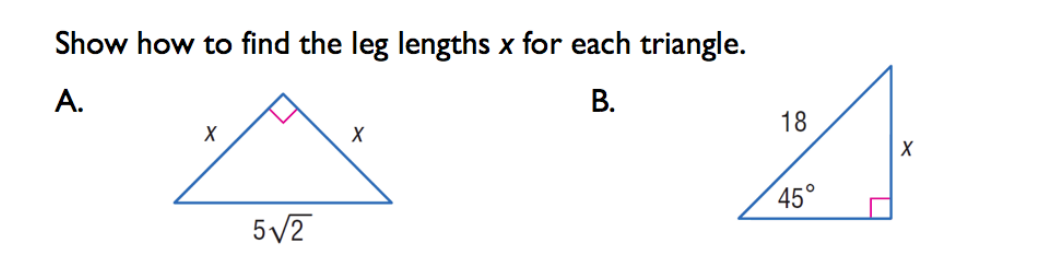 Show how to find the leg lengths x for each triangle.
A.
B.
x
x
5√2
18
x
45°